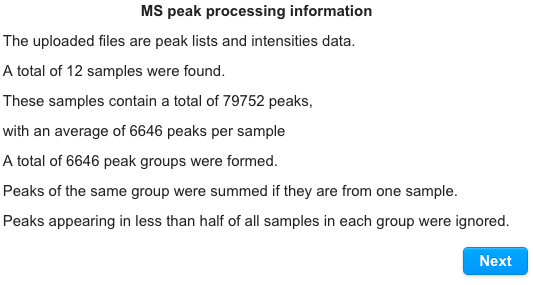 MS peak processing information
The uploaded files are peak lists and intensities data.
A total of 12 samples were found.
These samples contain a total of 79752 peaks,
with an average of 6646 peaks per sample
A total of 6646 peak groups were formed.
Peaks of the same group were summed if they are from one sample.
Peaks appearing in less than half of all samples in each group were ignored.
Next